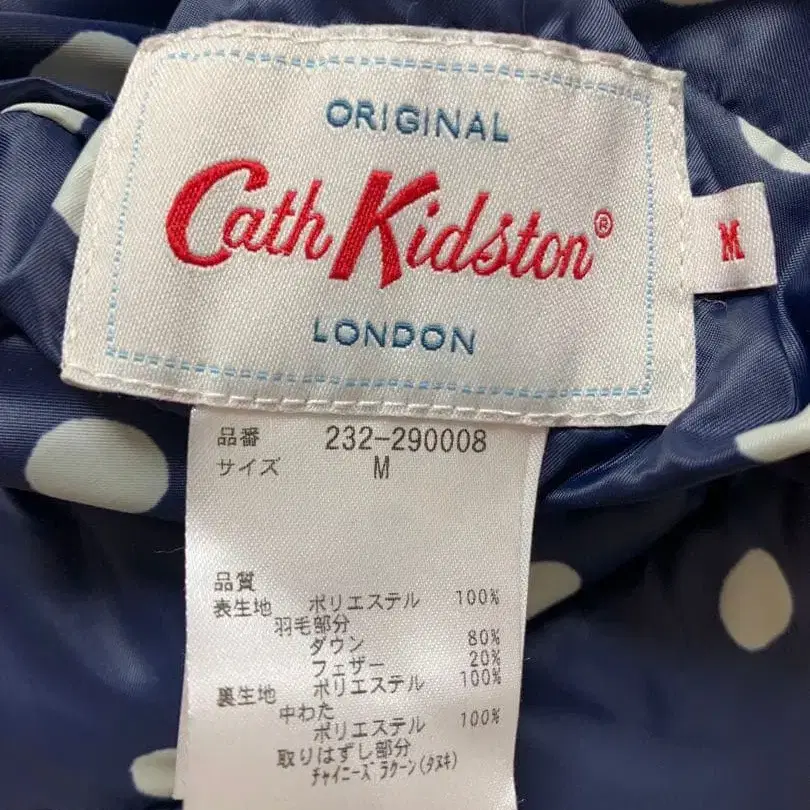 ORIGINAL
Cath Kidston®
LONDON
M
品番 232-290008
サイズ M
品質
表生地 ポリエステル 100%
羽毛部分
ダウン 80%
フェザー 20%
裏生地 ポリエステル 100%
中わた
ポリエステル 100%
取りはずし部分
チャイニーズラクーン(タヌキ)